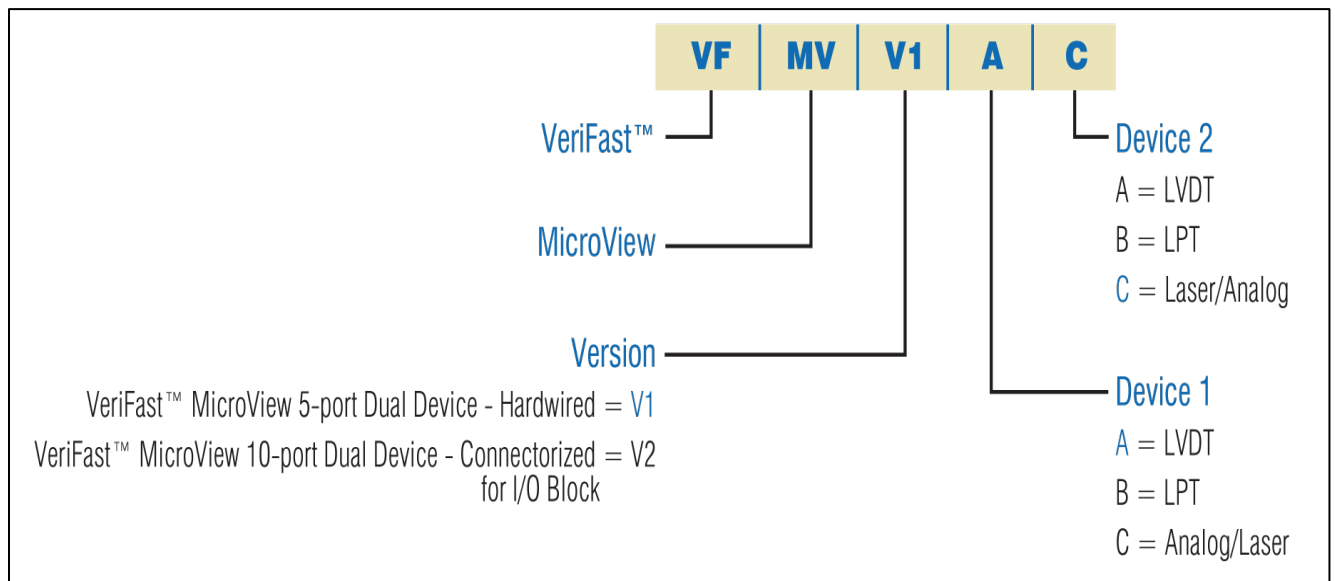 VF MV V1 A C
VeriFast™
MicroView
Version
VeriFast™ MicroView 5-port Dual Device - Hardwired = V1
VeriFast™ MicroView 10-port Dual Device - Connectorized = V2
for I/O Block
Device 2
A = LVDT
B = LPT
C = Laser/Analog
Device 1
A = LVDT
B = LPT
C = Analog/Laser